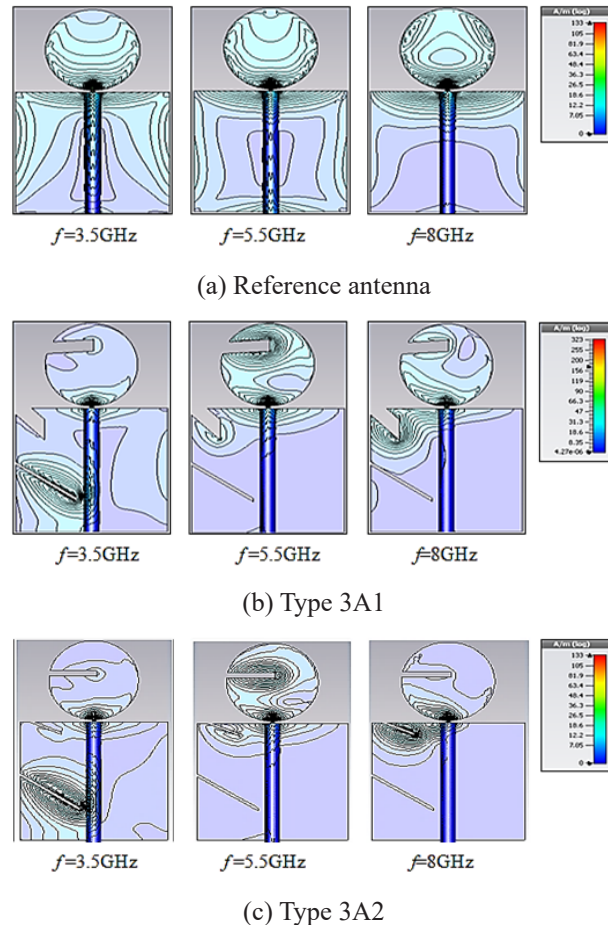 A/m (log)
133
105
81.9
63.4
48.4
36.5
26.6
18.6
12.2
7.05
0
f=3.5GHz
f=5.5GHz
f=8GHz
(a) Reference antenna
A/m (log)
323
255
200
156
119
90
66.3
47
31.3
18.6
8.35
4.27e-06
f=3.5GHz
f=5.5GHz
f=8GHz
(b) Type 3A1
A/m (log)
133
105
81.9
63.4
48.4
36.5
26.6
18.6
12.2
7.05
0
f=3.5GHz
f=5.5GHz
f=8GHz
(c) Type 3A2